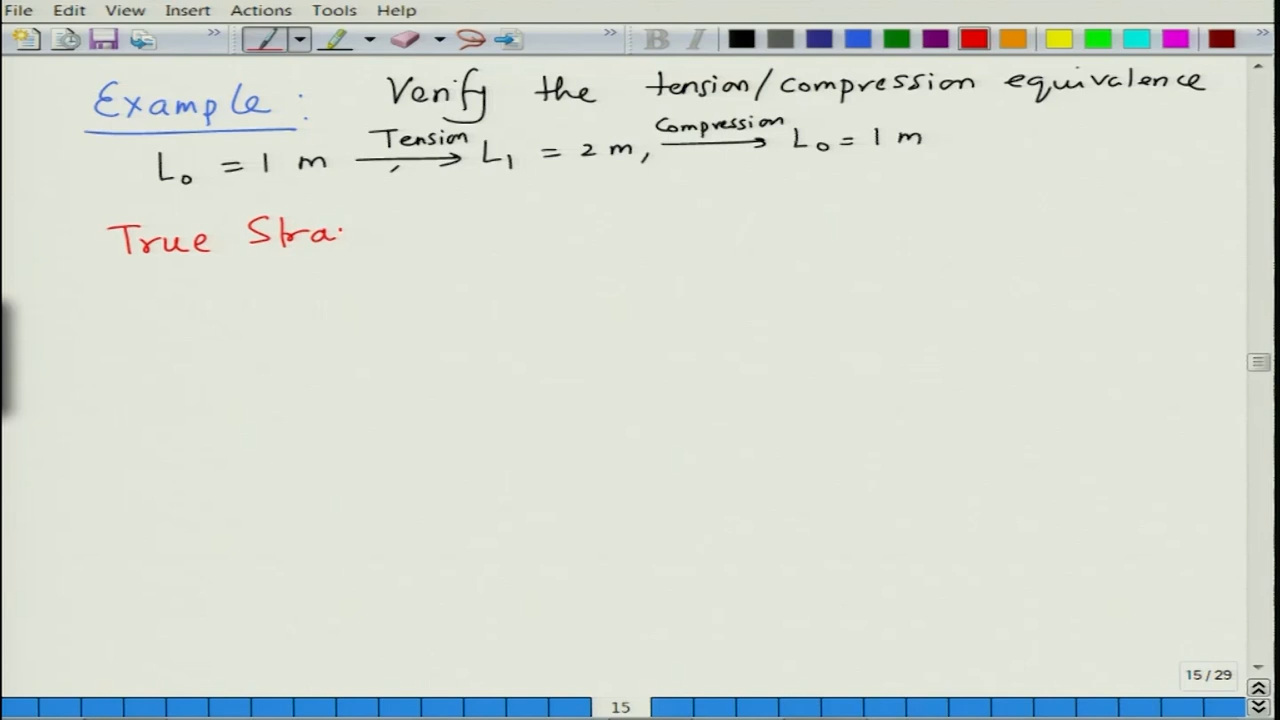 File Edit View Insert Actions Tools Help
B I
Example : Verify the tension/compression equivalence
L₀ = 1 m Tension → L₁ = 2 m, Compression → L₀ = 1 m
True Stra
15 / 29
15